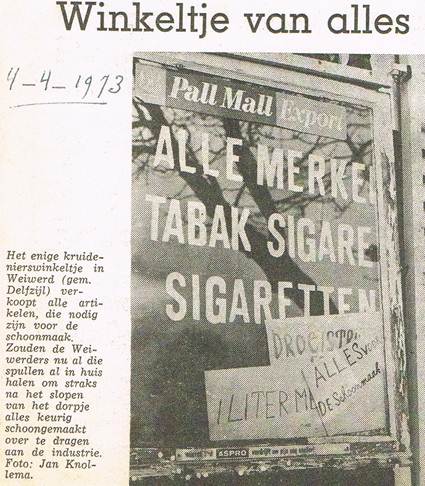 Winkeltje van alles
4-4-1973
Het enige kruide-
nierswinkeltje in
Weiwerd (gem.
Delfzijl) ver-
koopt alle arti-
kelen, die nodig
zijn voor de
schoonmaak.
Zouden de Wei-
werders nu al die
spullen al in huis
halen om straks
na het slopen
van het dorpje
alles keurig
schoongemaakt
over te dragen
aan de industrie.
Foto: Jan Knol-
lema.
Pall Mall Export
ALLE MERKE
TABAK SIGARE
SIGARETTEN
DROGISTD
ALLES voor
DE Schoonmaak
1 LITER MA
ASPRO